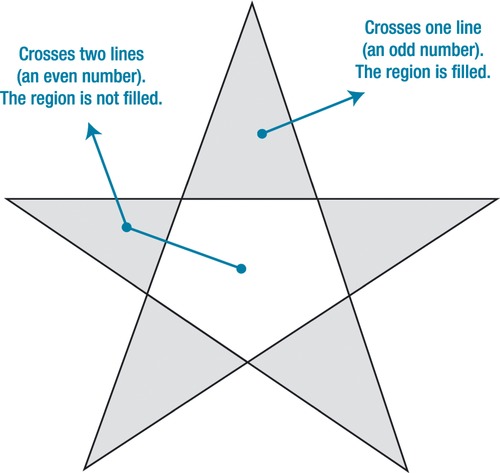 Crosses two lines
(an even number).
The region is not filled.
Crosses one line
(an odd number).
The region is filled.